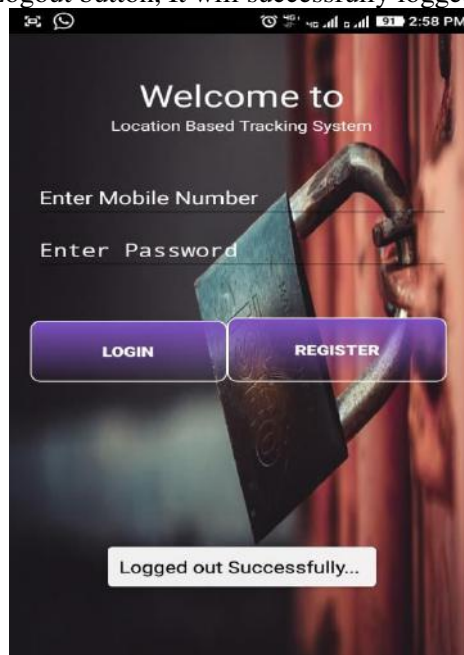 Logout button, it will successfully logge
91 2:58 PM
Welcome to
Location Based Tracking System
Enter Mobile Number
Enter Password
LOGIN
REGISTER
Logged out Successfully...